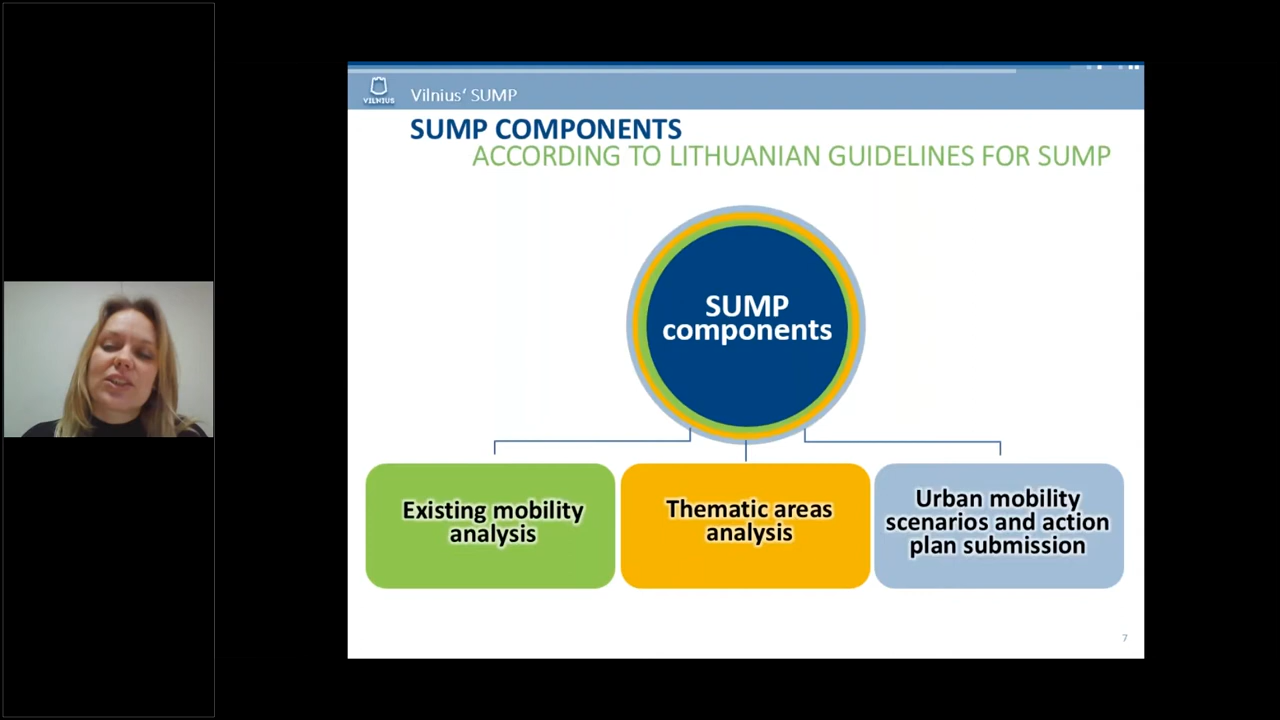 VILNIUS
Vilnius‘ SUMP
SUMP COMPONENTS
ACCORDING TO LITHUANIAN GUIDELINES FOR SUMP
SUMP
components
Existing mobility
analysis
Thematic areas
analysis
Urban mobility
scenarios and action
plan submission
7